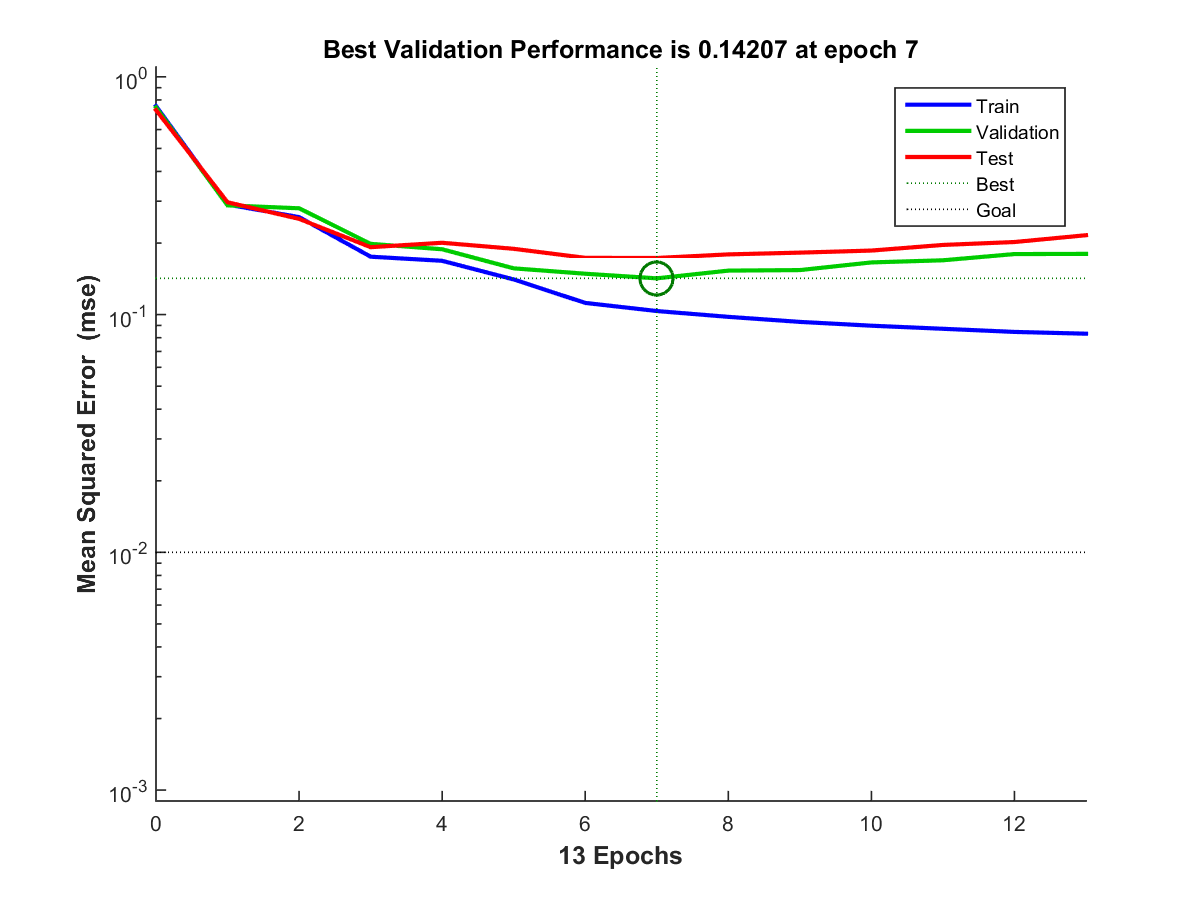 Best Validation Performance is 0.14207 at epoch 7
Train
Validation
Test
Best
Goal
Mean Squared Error  (mse)
10^0
10^-1
10^-2
10^-3
0 2 4 6 8 10 12
13 Epochs